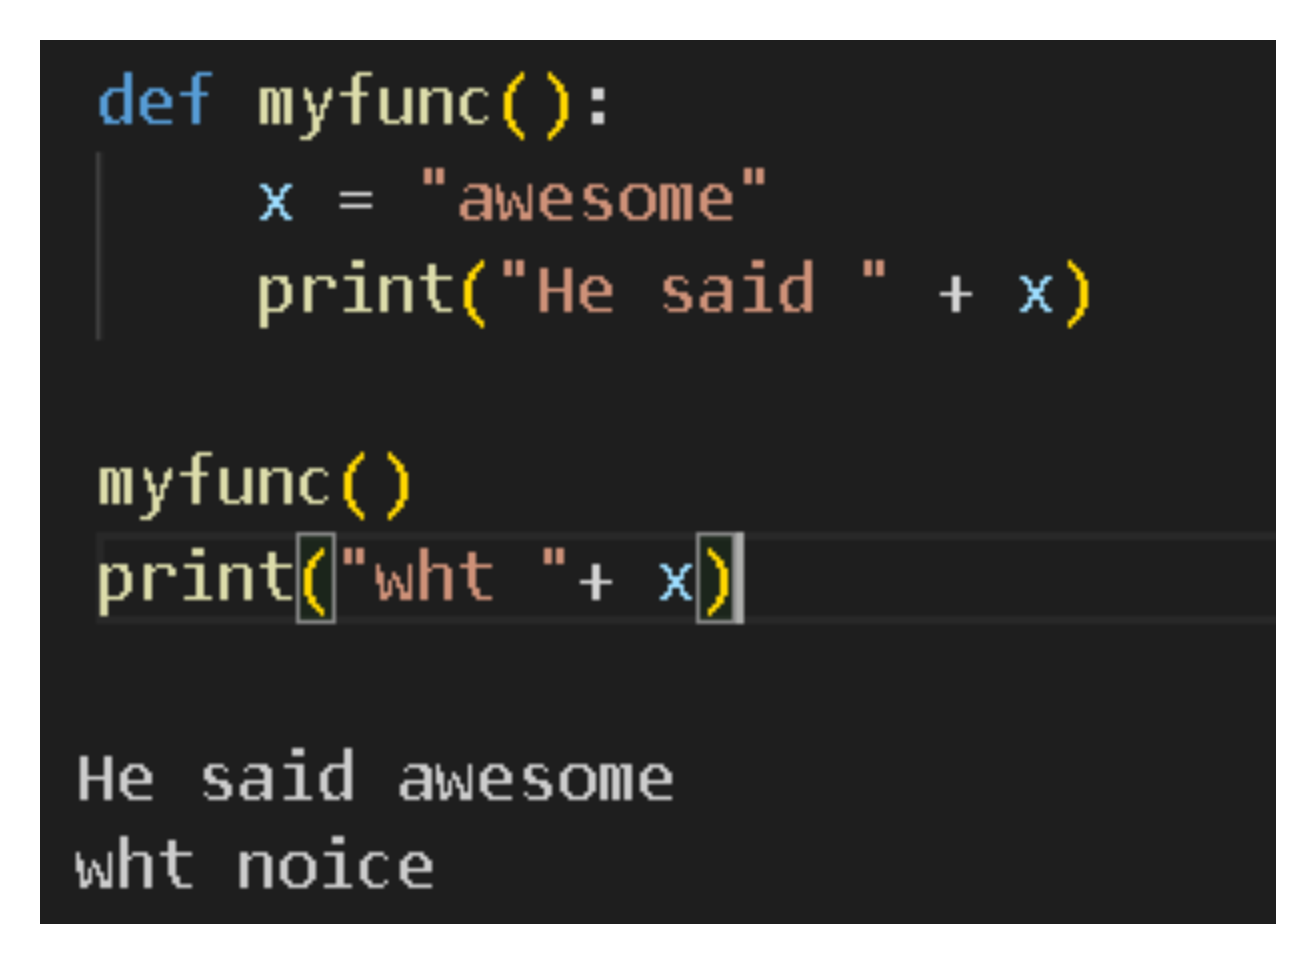 def myfunc():
    x = "awesome"
    print("He said " + x)
myfunc()
print("wht "+ x)
He said awesome
wht noice